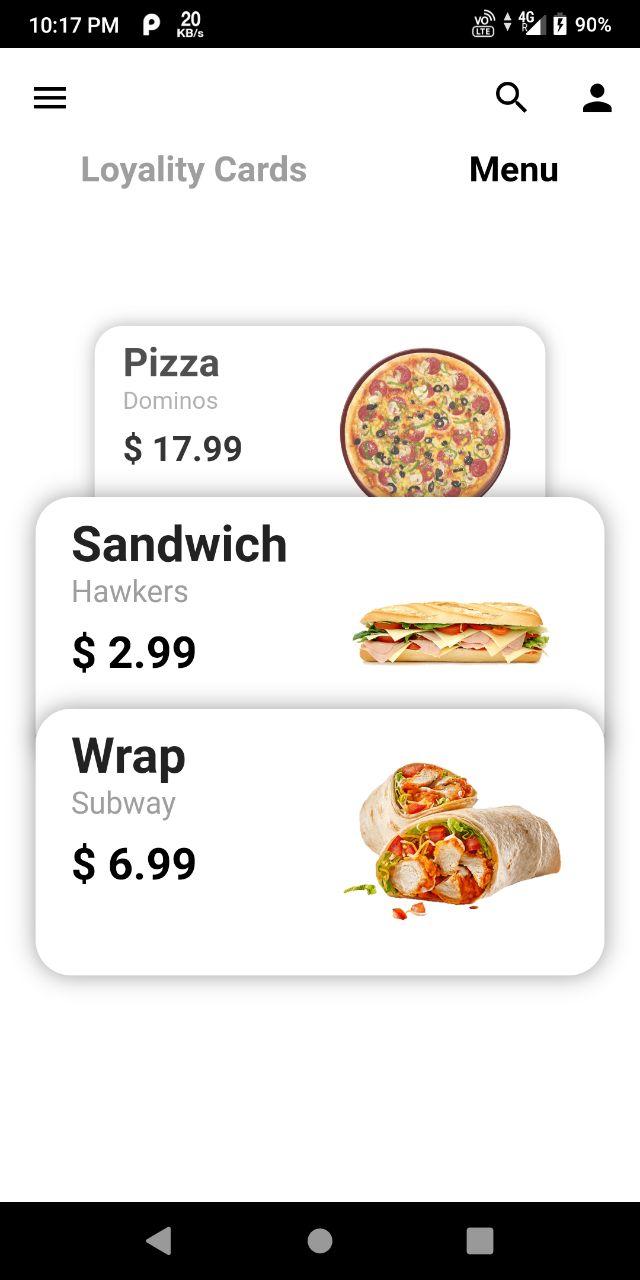 10:17 PM P 20 KB/s VO LTE 4G R 90%
Loyality Cards Menu
Pizza
Dominos
$ 17.99
Sandwich
Hawkers
$ 2.99
Wrap
Subway
$ 6.99